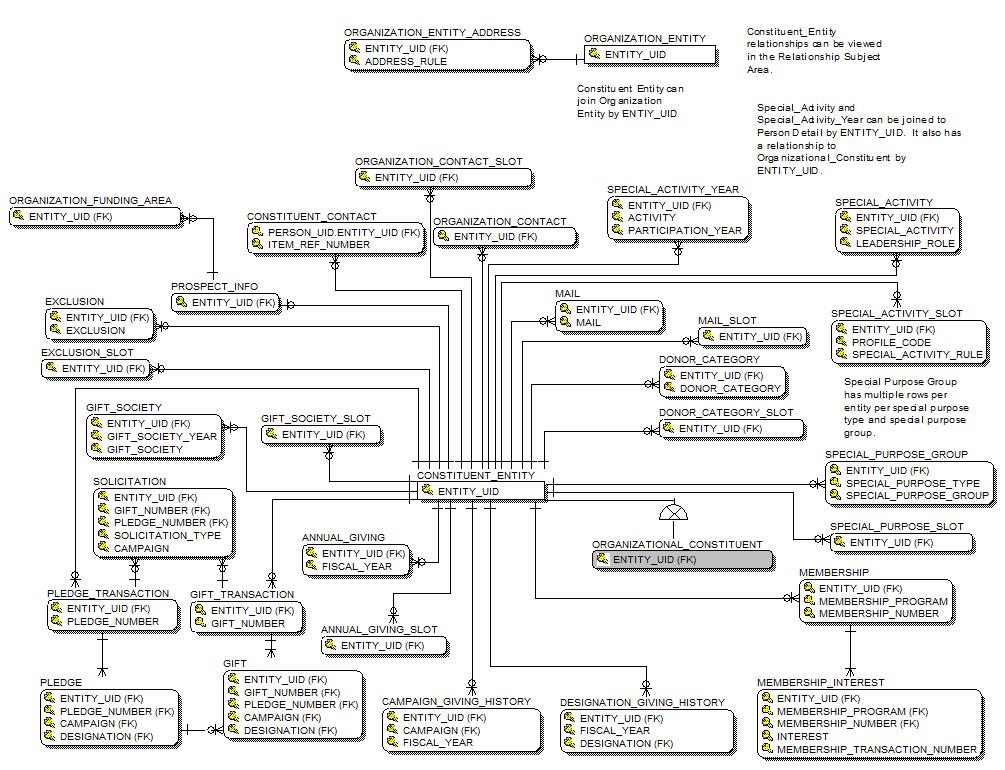 ORGANIZATION_ENTITY_ADDRESS
ENTITY_UID (FK)
ADDRESS_RULE
ORGANIZATION_ENTITY
ENTITY_UID
Constituent_Entity
relationships can be viewed
in the Relationship Subject
Area.
Constituent Entity can
join Organization
Entity by ENTIY_UID
Special_Activity and
Special_Activity_Year can be joined to
Person Detail by ENTITY_UID.  It also has
a relationship to
Organizational_Constituent by
ENTITY_UID.
ORGANIZATION_CONTACT_SLOT
ENTITY_UID (FK)
ORGANIZATION_FUNDING_AREA
ENTITY_UID (FK)
CONSTITUENT_CONTACT
PERSON_UID.ENTITY_UID (FK)
ITEM_REF_NUMBER
ORGANIZATION_CONTACT
ENTITY_UID (FK)
SPECIAL_ACTIVITY_YEAR
ENTITY_UID (FK)
ACTIVITY
PARTICIPATION_YEAR
SPECIAL_ACTIVITY
ENTITY_UID (FK)
SPECIAL_ACTIVITY
LEADERSHIP_ROLE
PROSPECT_INFO
ENTITY_UID (FK)
EXCLUSION
ENTITY_UID (FK)
EXCLUSION
MAIL
ENTITY_UID (FK)
MAIL
MAIL_SLOT
ENTITY_UID (FK)
SPECIAL_ACTIVITY_SLOT
ENTITY_UID (FK)
PROFILE_CODE
SPECIAL_ACTIVITY_RULE
EXCLUSION_SLOT
ENTITY_UID (FK)
DONOR_CATEGORY
ENTITY_UID (FK)
DONOR_CATEGORY
Special Purpose Group
has multiple rows per
entity per special purpose
type and special purpose
group.
GIFT_SOCIETY
ENTITY_UID (FK)
GIFT_SOCIETY_YEAR
GIFT_SOCIETY
GIFT_SOCIETY_SLOT
ENTITY_UID (FK)
DONOR_CATEGORY_SLOT
ENTITY_UID (FK)
CONSTITUENT_ENTITY
ENTITY_UID
SPECIAL_PURPOSE_GROUP
ENTITY_UID (FK)
SPECIAL_PURPOSE_TYPE
SPECIAL_PURPOSE_GROUP
SOLICITATION
ENTITY_UID (FK)
GIFT_NUMBER (FK)
PLEDGE_NUMBER (FK)
SOLICITATION_TYPE
CAMPAIGN
SPECIAL_PURPOSE_SLOT
ENTITY_UID (FK)
ANNUAL_GIVING
ENTITY_UID (FK)
FISCAL_YEAR
ORGANIZATIONAL_CONSTITUENT
ENTITY_UID (FK)
MEMBERSHIP
ENTITY_UID (FK)
MEMBERSHIP_PROGRAM
MEMBERSHIP_NUMBER
PLEDGE_TRANSACTION
ENTITY_UID (FK)
PLEDGE_NUMBER
GIFT_TRANSACTION
ENTITY_UID (FK)
GIFT_NUMBER
ANNUAL_GIVING_SLOT
ENTITY_UID (FK)
PLEDGE
ENTITY_UID (FK)
PLEDGE_NUMBER (FK)
CAMPAIGN (FK)
DESIGNATION (FK)
GIFT
ENTITY_UID (FK)
GIFT_NUMBER (FK)
PLEDGE_NUMBER (FK)
CAMPAIGN (FK)
DESIGNATION (FK)
CAMPAIGN_GIVING_HISTORY
ENTITY_UID (FK)
CAMPAIGN (FK)
FISCAL_YEAR
DESIGNATION_GIVING_HISTORY
ENTITY_UID (FK)
FISCAL_YEAR
DESIGNATION (FK)
MEMBERSHIP_INTEREST
ENTITY_UID (FK)
MEMBERSHIP_PROGRAM (FK)
MEMBERSHIP_NUMBER (FK)
INTEREST
MEMBERSHIP_TRANSACTION_NUMBER